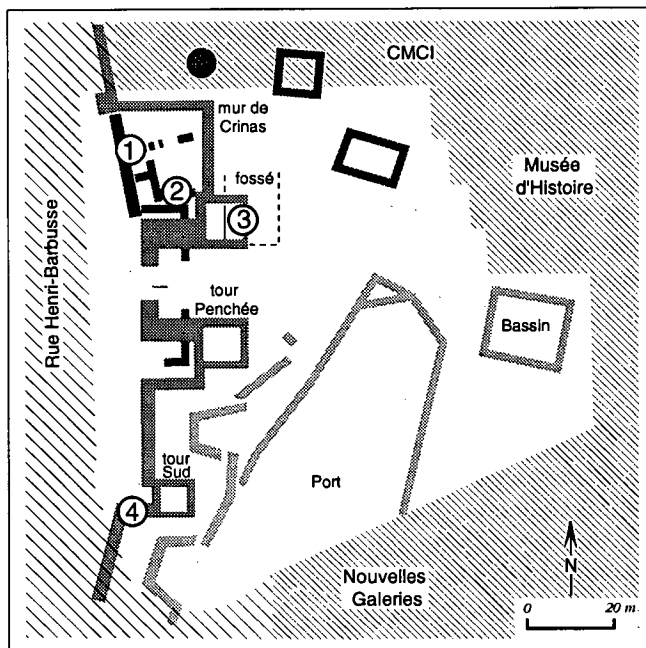 CMCI
mur de
Crinas
1
Musée
d'Histoire
fossé
2
3
Rue Henri-Barbusse
tour
Penchée
Bassin
tour
Sud
Port
4
N
Nouvelles
Galeries
0 20 m